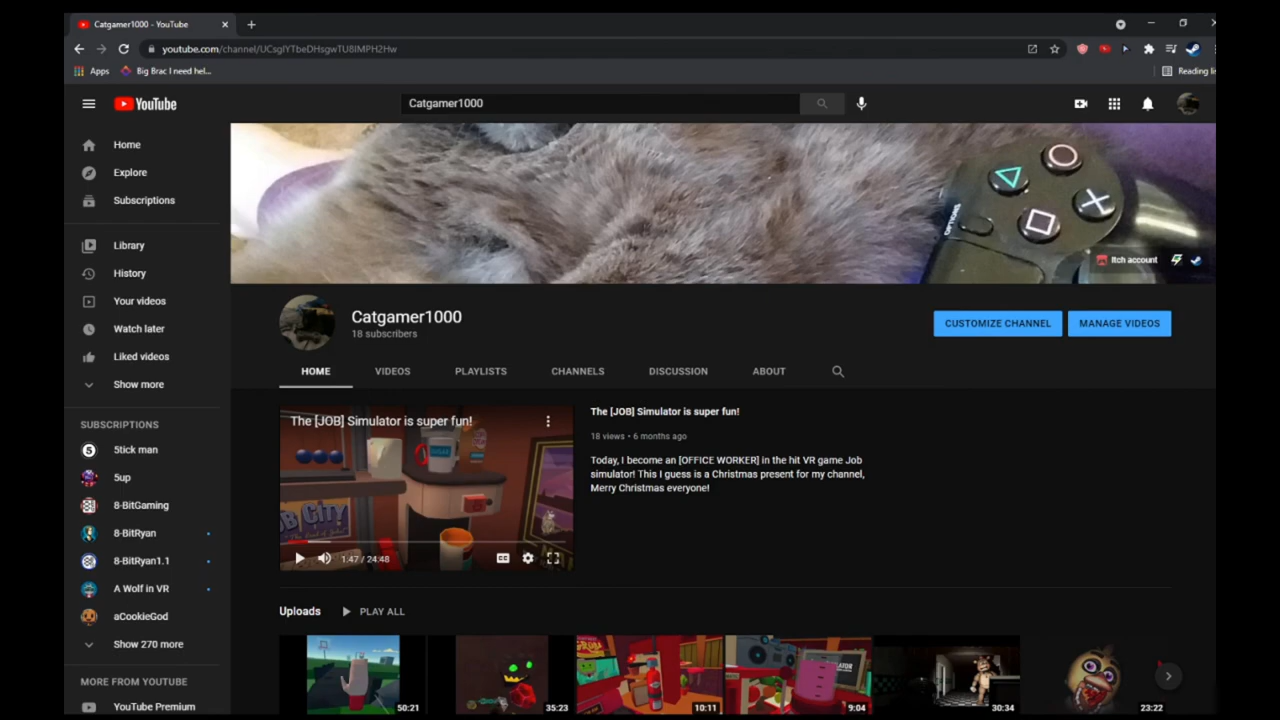 Catgamer1000 - YouTube
youtube.com/channel/UCsglYTbeDHsgwTU8IMPH2Hw
Apps
Big Brac I need hel...
Reading li
YouTube
Catgamer1000
Home
Explore
Subscriptions
Library
History
Your videos
Watch later
Liked videos
Show more
SUBSCRIPTIONS
5tick man
5up
8-BitGaming
8-BitRyan
8-BitRyan1.1
A Wolf in VR
aCookieGod
Show 270 more
MORE FROM YOUTUBE
YouTube Premium
OPTIONS
Itch account
Catgamer1000
18 subscribers
CUSTOMIZE CHANNEL
MANAGE VIDEOS
HOME
VIDEOS
PLAYLISTS
CHANNELS
DISCUSSION
ABOUT
The [JOB] Simulator is super fun!
SUGAR
OB CITY
1:47 / 24:48
The [JOB] Simulator is super fun!
18 views • 6 months ago
Today, I become an [OFFICE WORKER] in the hit VR game Job
simulator! This I guess is a Christmas present for my channel,
Merry Christmas everyone!
Uploads
PLAY ALL
50:21
35:23
10:11
9:04
30:34
23:22